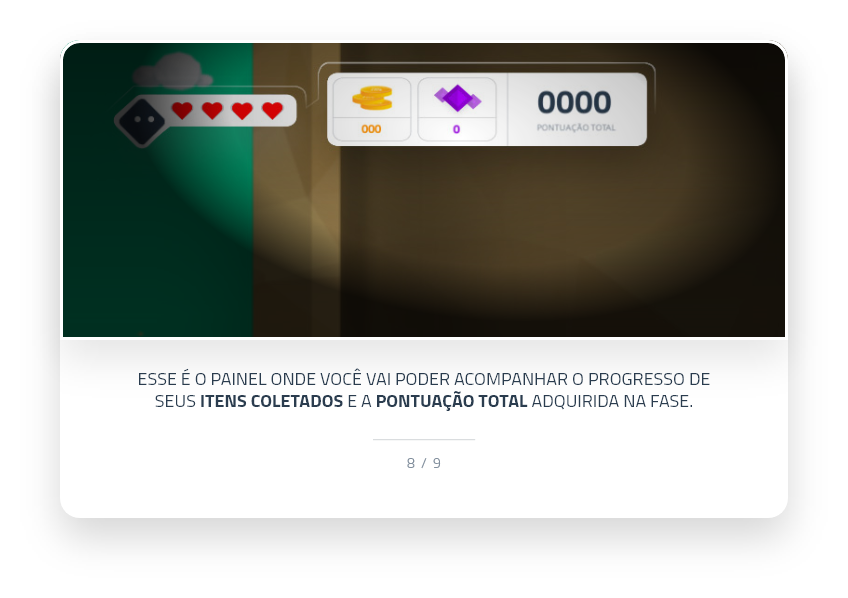 000
0
0000
PONTUAÇÃO TOTAL
ESSE É O PAINEL ONDE VOCÊ VAI PODER ACOMPANHAR O PROGRESSO DE
SEUS ITENS COLETADOS E A PONTUAÇÃO TOTAL ADQUIRIDA NA FASE.
8 / 9